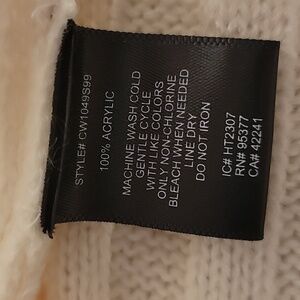 STYLE# CW1049S99
100% ACRYLIC
MACHINE WASH COLD
GENTLE CYCLE
WITH LIKE COLORS
ONLY NON-CHLORINE
BLEACH WHEN NEEDED
LINE DRY
DO NOT IRON
IC# HT2307
RN# 95377
CA# 42241